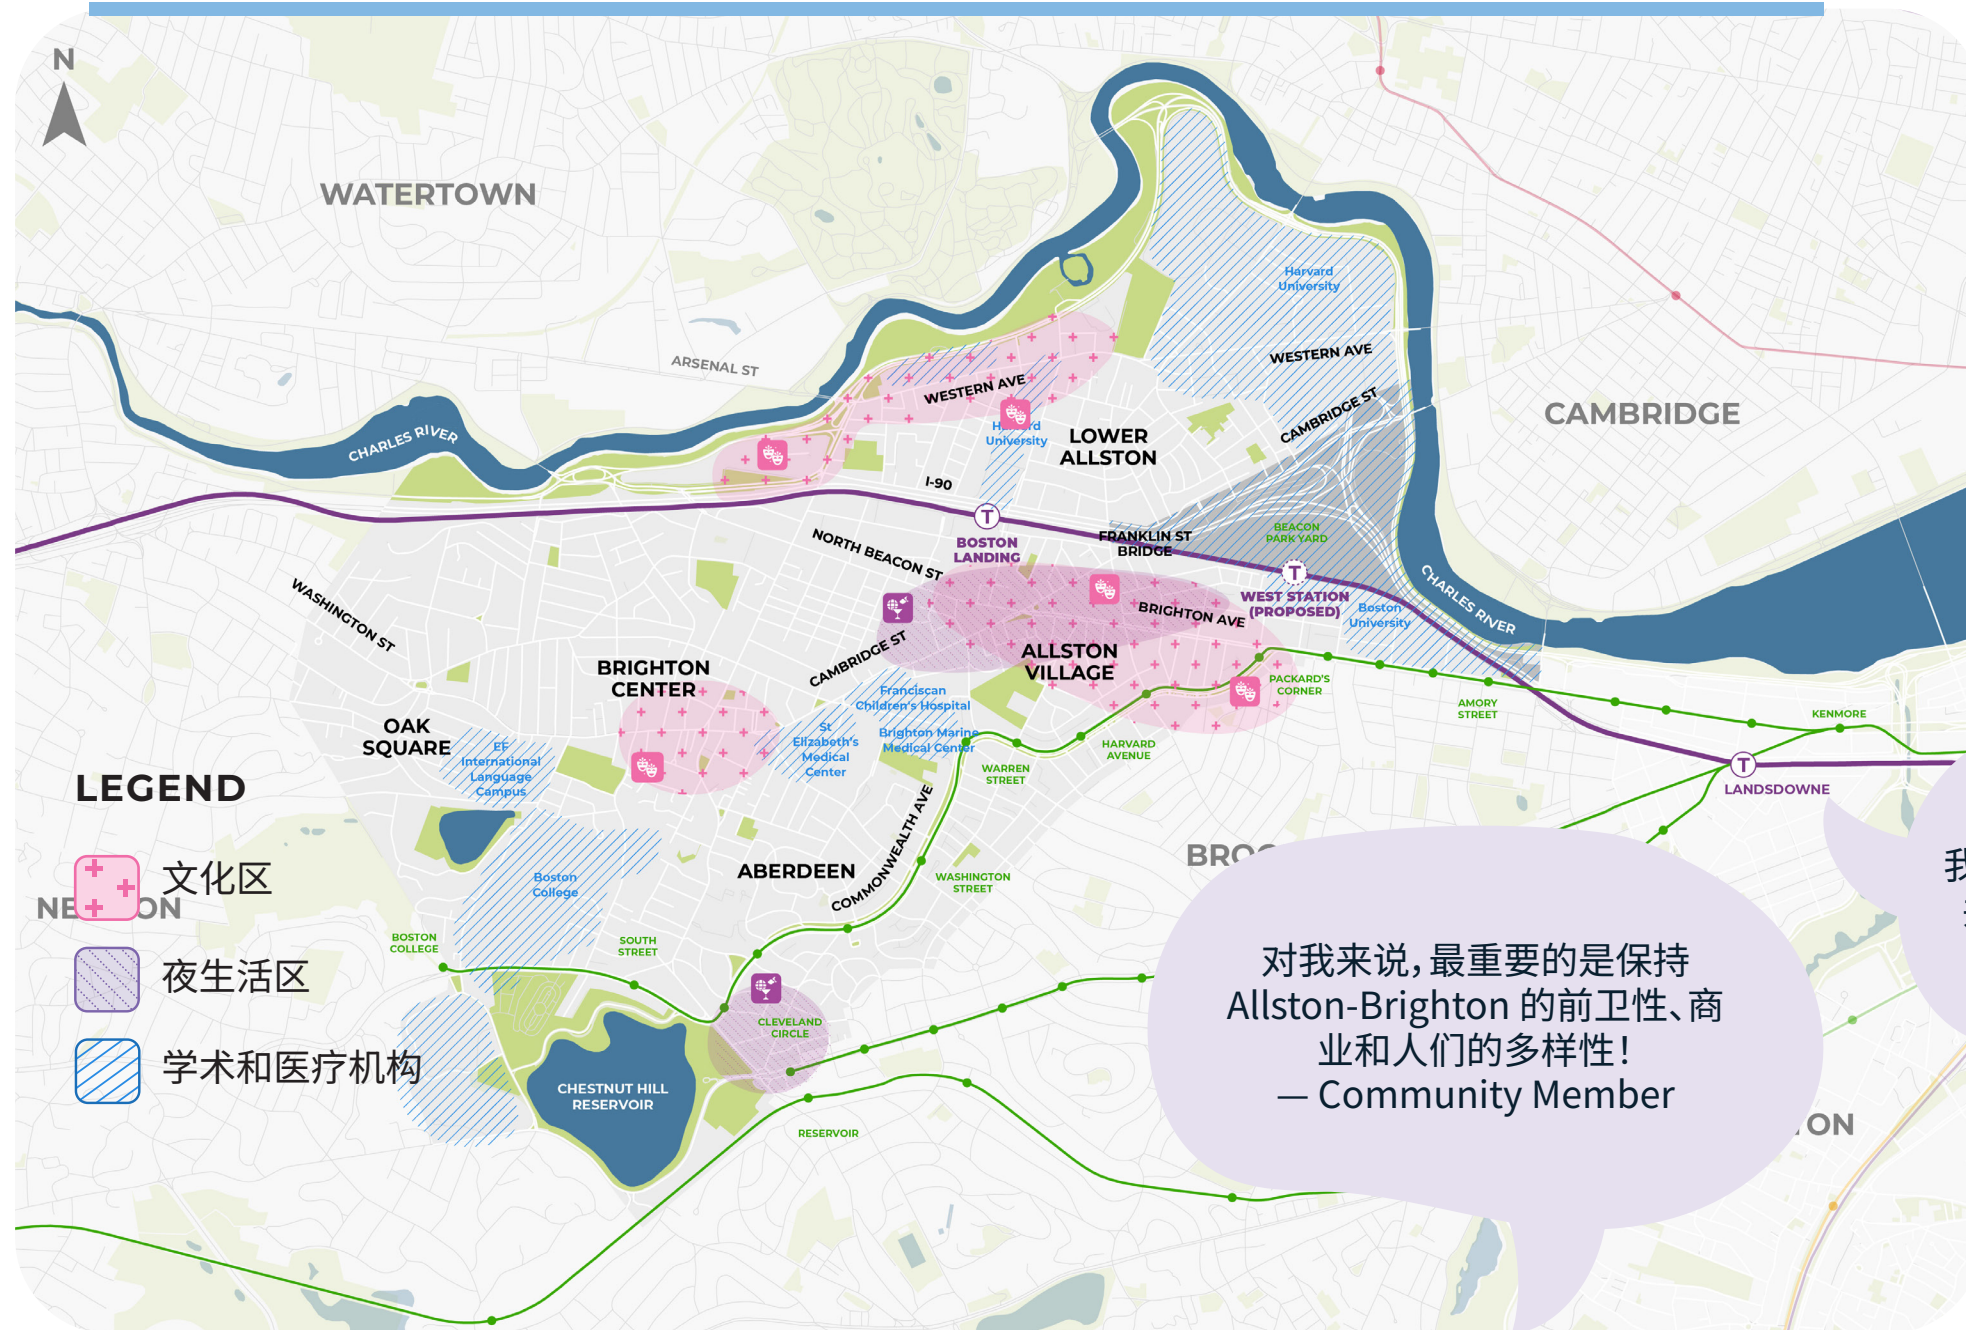 N
WATERTOWN
Harvard
University
WESTERN AVE
ARSENAL ST
WESTERN AVE
CAMBRIDGE ST
CAMBRIDGE
CHARLES RIVER
University
LOWER
ALLSTON
I-90
BOSTON
LANDING
FRANKLIN ST
BRIDGE
BEACON
PARK YARD
NORTH BEACON ST
WEST STATION
(PROPOSED)
CHARLES RIVER
WASHINGTON ST
BRIGHTON AVE
Boston
University
CAMBRIDGE ST
ALLSTON
VILLAGE
BRIGHTON
CENTER
Franciscan
Children's Hospital
PACKARD'S
CORNER
AMORY
STREET
KENMORE
OAK
SQUARE
St
Elizabeth's
Medical
Center
Brighton Marine
Medical Center
HARVARD
AVENUE
EF
International
Language
Campus
WARREN
STREET
LANDSDOWNE
LEGEND
文化区
夜生活区
学术和医疗机构
COMMONWEALTH AVE
ABERDEEN
WASHINGTON
STREET
Boston
College
BOSTON
COLLEGE
SOUTH
STREET
CLEVELAND
CIRCLE
CHESTNUT HILL
RESERVOIR
RESERVOIR
我
对我来说，最重要的是保持
Allston-Brighton 的前卫性、商
业和人们的多样性！
— Community Member